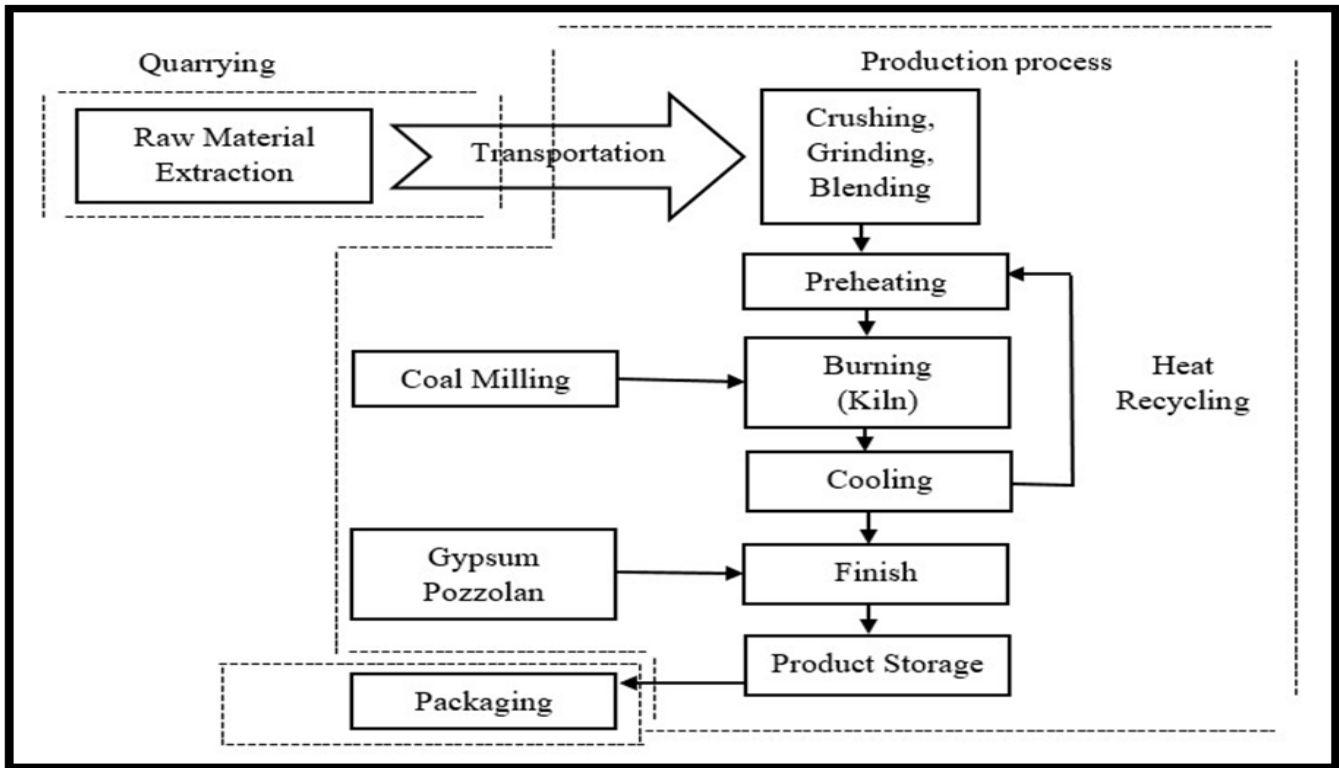 Quarrying
Production process
Raw Material
Extraction
Transportation
Crushing,
Grinding,
Blending
Preheating
Coal Milling
Burning
(Kiln)
Heat
Recycling
Cooling
Gypsum
Pozzolan
Finish
Product Storage
Packaging